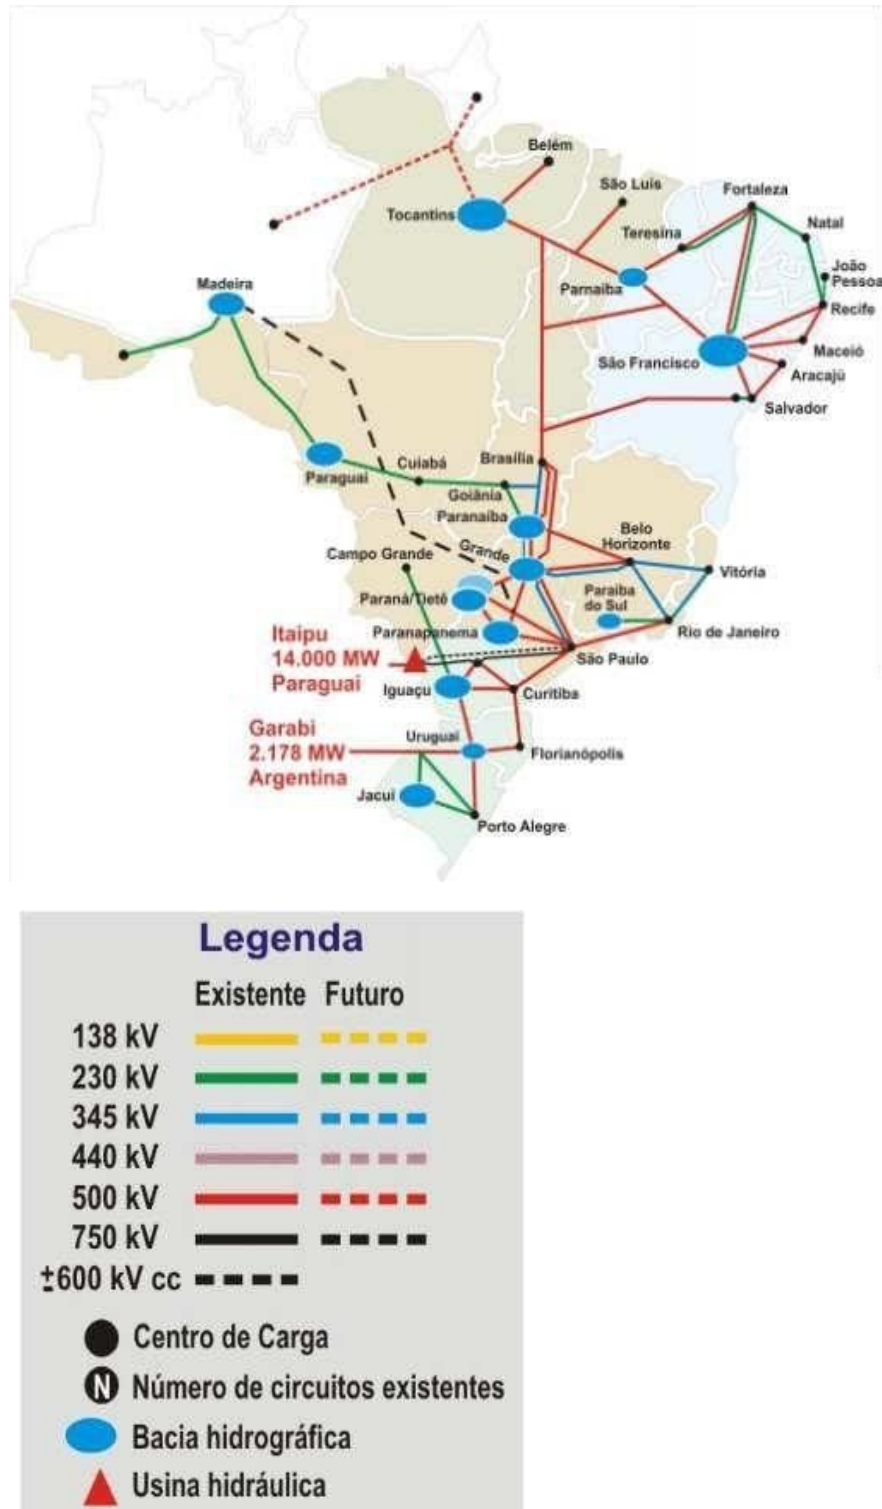 Belém
São Luis
Fortaleza
Tocantins
Teresina
Natal
João
Pessoa
Madeira
Parnaíba
Recife
São Francisco
Maceió
Aracajú
Salvador
Brasília
Cuiabá
Paraguai
Goiânia
Paranaíba
Belo
Horizonte
Grande
Campo Grande
Vitória
Paraná/Tietê
Paraiba
do Sul
Itaipu
14.000 MW
Paraguai
Paranapanema
Rio de Janeiro
São Paulo
Iguaçu
Curitiba
Garabi
2.178 MW
Argentina
Uruguai
Florianópolis
Jacui
Porto Alegre
Legenda
Existente Futuro
138 kV
230 kV
345 kV
440 kV
500 kV
750 kV
±600 kV cc
Centro de Carga
N Número de circuitos existentes
Bacia hidrográfica
Usina hidráulica